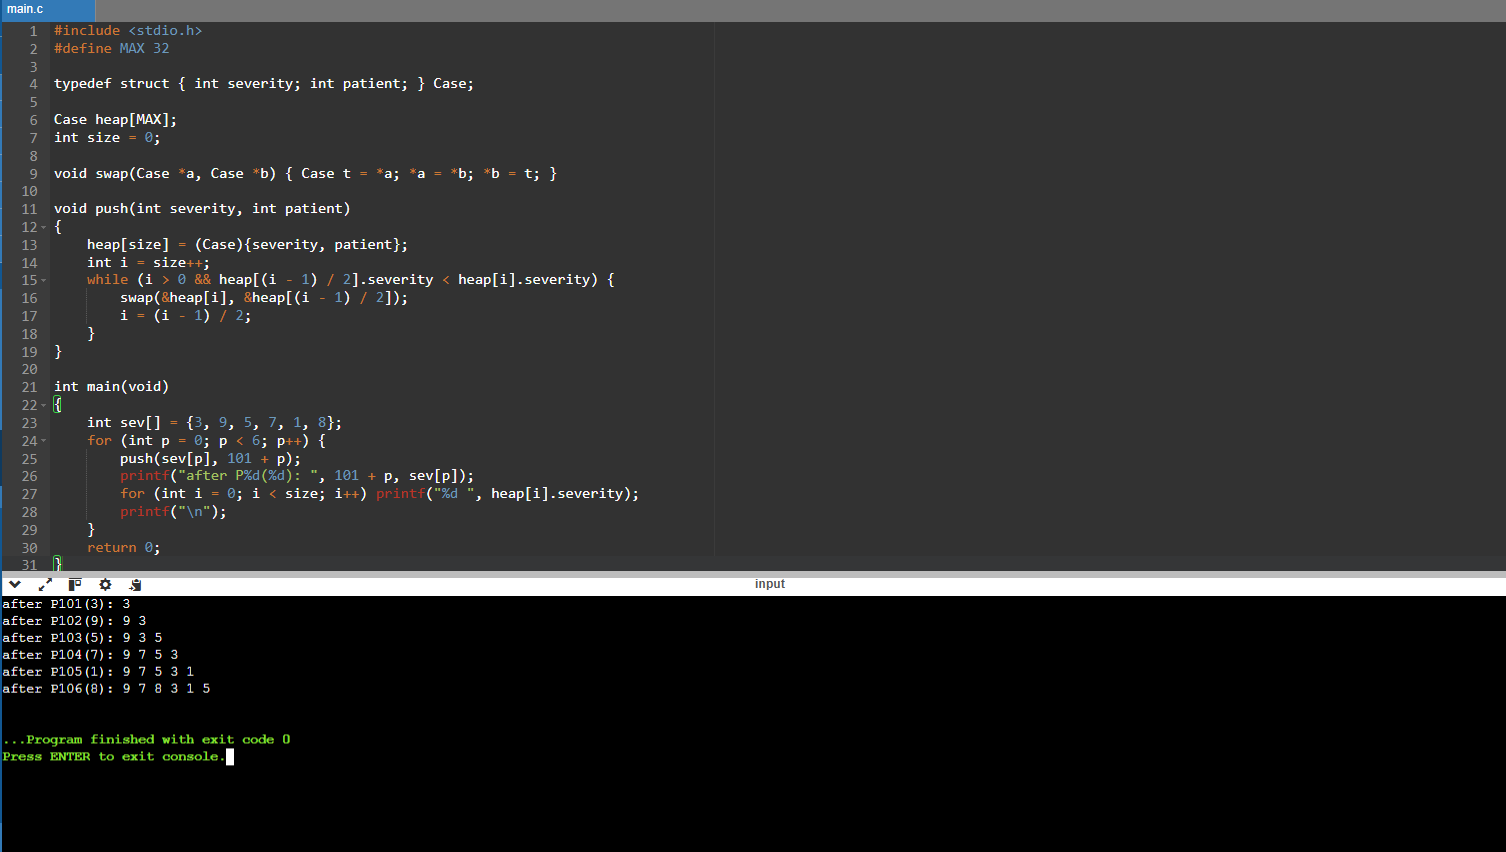 main.c
1 #include <stdio.h>
2 #define MAX 32
3
4 typedef struct { int severity; int patient; } Case;
5
6 Case heap[MAX];
7 int size = 0;
8
9 void swap(Case *a, Case *b) { Case t = *a; *a = *b; *b = t; }
10
11 void push(int severity, int patient)
12 {
13     heap[size] = (Case){severity, patient};
14     int i = size++;
15     while (i > 0 && heap[(i - 1) / 2].severity < heap[i].severity) {
16         swap(&heap[i], &heap[(i - 1) / 2]);
17         i = (i - 1) / 2;
18     }
19 }
20
21 int main(void)
22 {
23     int sev[] = {3, 9, 5, 7, 1, 8};
24     for (int p = 0; p < 6; p++) {
25         push(sev[p], 101 + p);
26         printf("after P%d(%d): ", 101 + p, sev[p]);
27         for (int i = 0; i < size; i++) printf("%d ", heap[i].severity);
28         printf("\n");
29     }
30     return 0;
31 }
input
after P101(3): 3
after P102(9): 9 3
after P103(5): 9 3 5
after P104(7): 9 7 5 3
after P105(1): 9 7 5 3 1
after P106(8): 9 7 8 3 1 5
...Program finished with exit code 0
Press ENTER to exit console.